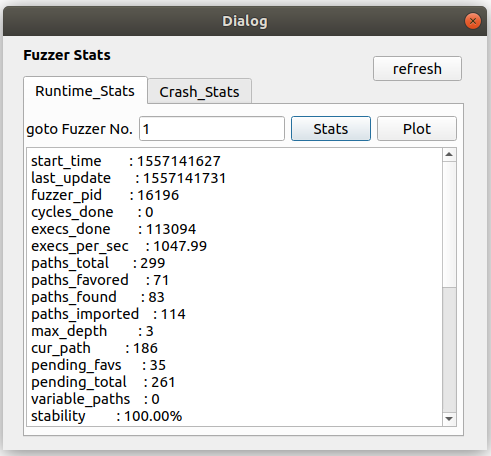 Dialog
Fuzzer Stats
refresh
Runtime_Stats Crash_Stats
goto Fuzzer No. 1 Stats Plot
start_time : 1557141627
last_update : 1557141731
fuzzer_pid : 16196
cycles_done : 0
execs_done : 113094
execs_per_sec : 1047.99
paths_total : 299
paths_favored : 71
paths_found : 83
paths_imported : 114
max_depth : 3
cur_path : 186
pending_favs : 35
pending_total : 261
variable_paths : 0
stability : 100.00%